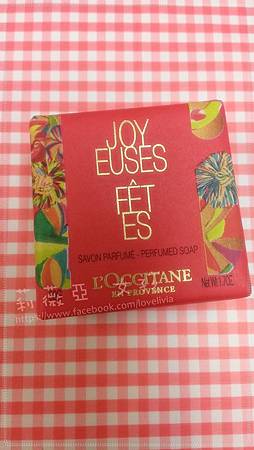 JOY
EUSES
FÊT
ES
SAVON PARFUMÉ - PERFUMED SOAP
L'OCCITANE
EN PROVENCE
Net Wt 1.7OZ.
莉薇亞
https://www.facebook.com/lovelivia